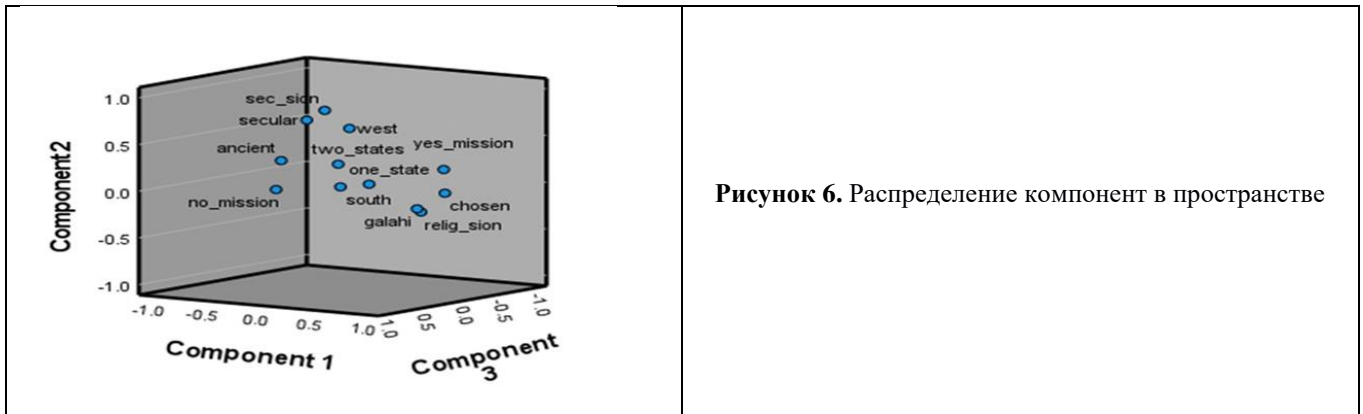 1.0
0.5
0.0
-0.5
-1.0
Component2
sec_sion
secular
west
ancient
two_states
yes_mission
one_state
no_mission
south
chosen
galahi
relig_sion
-1.0
-0.5
0.0
0.5
1.0
Component 1
1.0
0.5
0.0
-0.5
-1.0
Component
3
Рисунок 6. Распределение компонент в пространстве